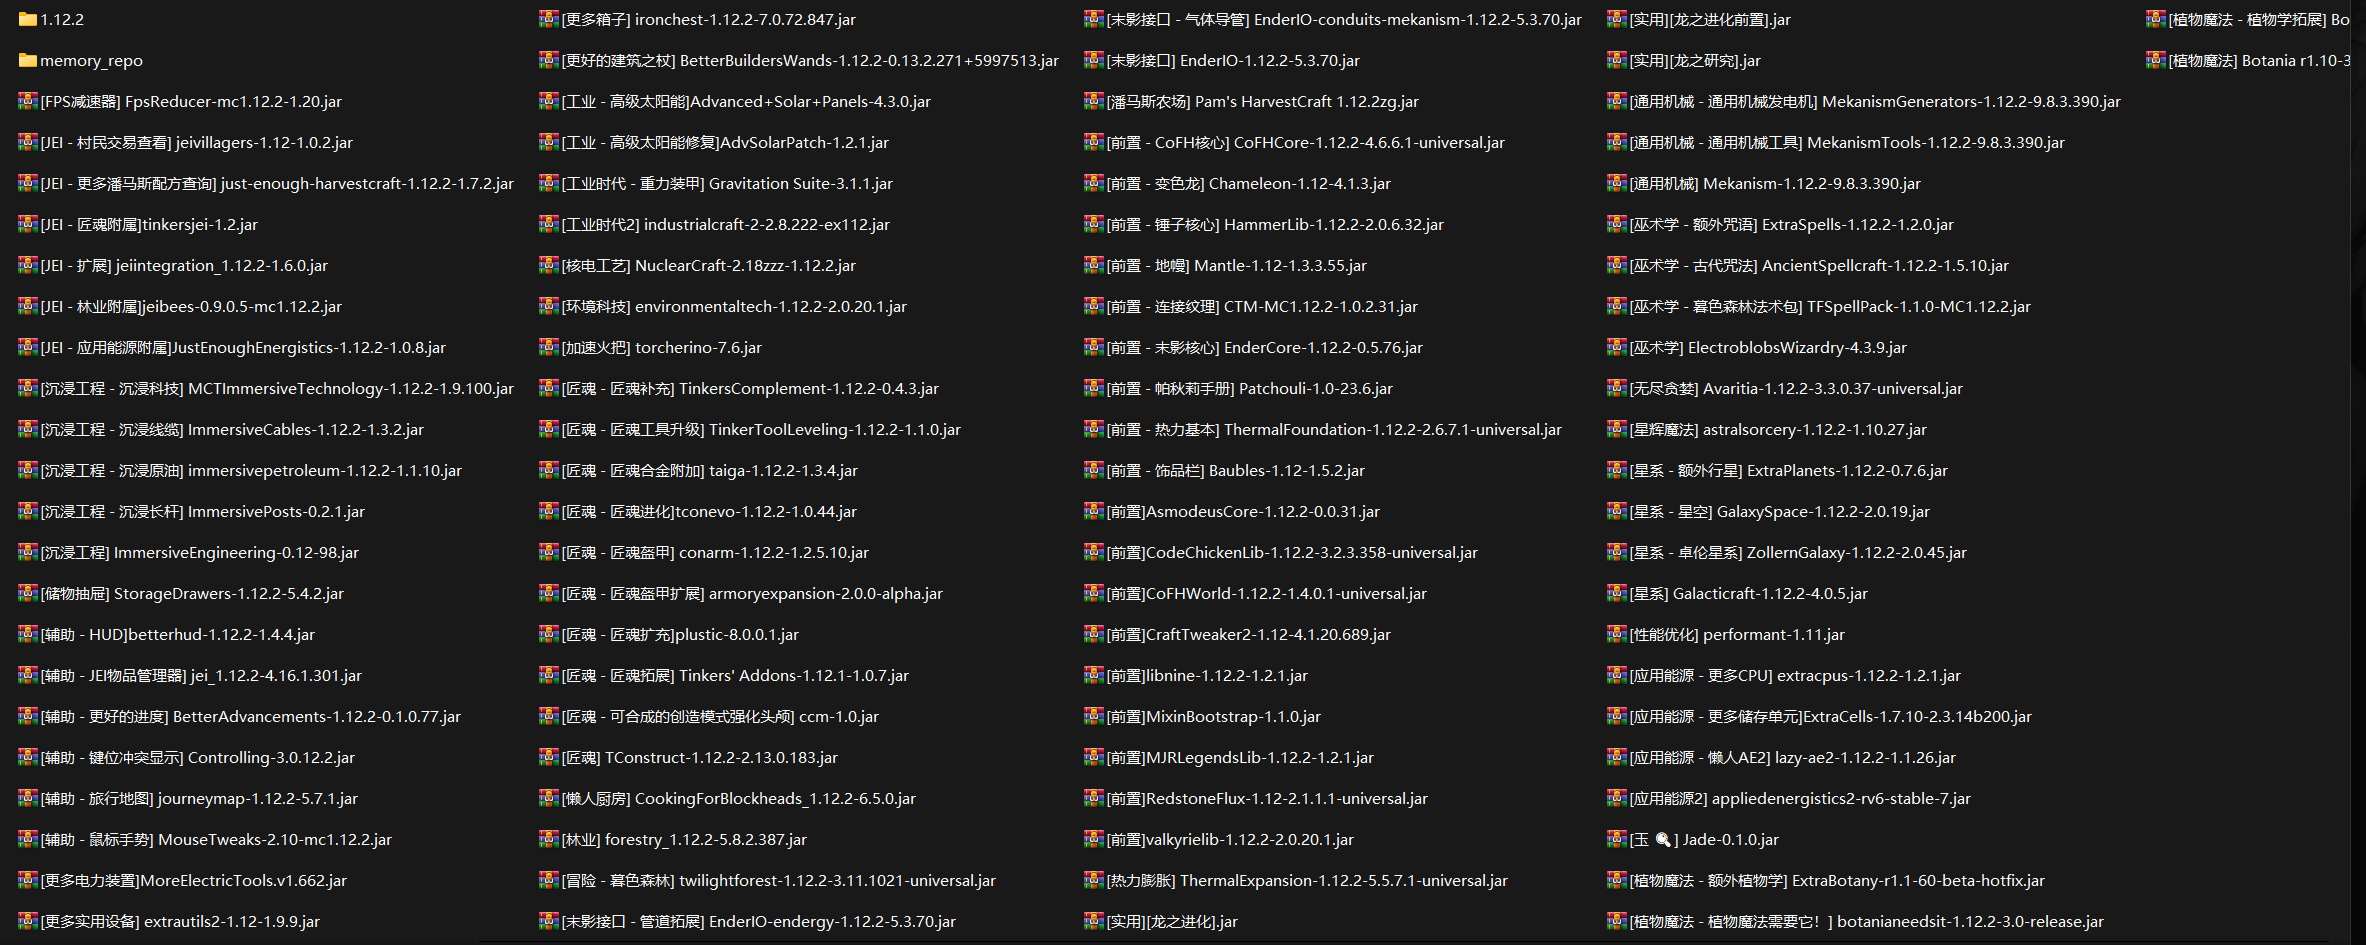 1.12.2
memory_repo
[FPS减速器] FpsReducer-mc1.12.2-1.20.jar
[JEI - 村民交易查看] jeivillagers-1.12-1.0.2.jar
[JEI - 更多潘马斯配方查询] just-enough-harvestcraft-1.12.2-1.7.2.jar
[JEI - 匠魂附属]tinkersjei-1.2.jar
[JEI - 扩展] jeiintegration_1.12.2-1.6.0.jar
[JEI - 林业附属]jeibees-0.9.0.5-mc1.12.2.jar
[JEI - 应用能源附属]JustEnoughEnergistics-1.12.2-1.0.8.jar
[沉浸工程 - 沉浸科技] MCTImmersiveTechnology-1.12.2-1.9.100.jar
[沉浸工程 - 沉浸线缆] ImmersiveCables-1.12.2-1.3.2.jar
[沉浸工程 - 沉浸原油] immersivepetroleum-1.12.2-1.1.10.jar
[沉浸工程 - 沉浸长杆] ImmersivePosts-0.2.1.jar
[沉浸工程] ImmersiveEngineering-0.12-98.jar
[储物抽屉] StorageDrawers-1.12.2-5.4.2.jar
[辅助 - HUD]betterhud-1.12.2-1.4.4.jar
[辅助 - JEI物品管理器] jei_1.12.2-4.16.1.301.jar
[辅助 - 更好的进度] BetterAdvancements-1.12.2-0.1.0.77.jar
[辅助 - 键位冲突显示] Controlling-3.0.12.2.jar
[辅助 - 旅行地图] journeymap-1.12.2-5.7.1.jar
[辅助 - 鼠标手势] MouseTweaks-2.10-mc1.12.2.jar
[更多电力装置]MoreElectricTools.v1.662.jar
[更多实用设备] extrautils2-1.12-1.9.9.jar
[更多箱子] ironchest-1.12.2-7.0.72.847.jar
[更好的建筑之杖] BetterBuildersWands-1.12.2-0.13.2.271+5997513.jar
[工业 - 高级太阳能]Advanced+Solar+Panels-4.3.0.jar
[工业 - 高级太阳能修复]AdvSolarPatch-1.2.1.jar
[工业时代 - 重力装甲] Gravitation Suite-3.1.1.jar
[工业时代2] industrialcraft-2-2.8.222-ex112.jar
[核电工艺] NuclearCraft-2.18zzz-1.12.2.jar
[环境科技] environmentaltech-1.12.2-2.0.20.1.jar
[加速火把] torcherino-7.6.jar
[匠魂 - 匠魂补充] TinkersComplement-1.12.2-0.4.3.jar
[匠魂 - 匠魂工具升级] TinkerToolLeveling-1.12.2-1.1.0.jar
[匠魂 - 匠魂合金附加] taiga-1.12.2-1.3.4.jar
[匠魂 - 匠魂进化]tconevo-1.12.2-1.0.44.jar
[匠魂 - 匠魂盔甲] conarm-1.12.2-1.2.5.10.jar
[匠魂 - 匠魂盔甲扩展] armoryexpansion-2.0.0-alpha.jar
[匠魂 - 匠魂扩充]plustic-8.0.0.1.jar
[匠魂 - 匠魂拓展] Tinkers' Addons-1.12.1-1.0.7.jar
[匠魂 - 可合成的创造模式强化头颅] ccm-1.0.jar
[匠魂] TConstruct-1.12.2-2.13.0.183.jar
[懒人厨房] CookingForBlockheads_1.12.2-6.5.0.jar
[林业] forestry_1.12.2-5.8.2.387.jar
[冒险 - 暮色森林] twilightforest-1.12.2-3.11.1021-universal.jar
[末影接口 - 管道拓展] EnderIO-endergy-1.12.2-5.3.70.jar
[末影接口 - 气体导管] EnderIO-conduits-mekanism-1.12.2-5.3.70.jar
[末影接口] EnderIO-1.12.2-5.3.70.jar
[潘马斯农场] Pam's HarvestCraft 1.12.2zg.jar
[前置 - CoFH核心] CoFHCore-1.12.2-4.6.6.1-universal.jar
[前置 - 变色龙] Chameleon-1.12-4.1.3.jar
[前置 - 锤子核心] HammerLib-1.12.2-2.0.6.32.jar
[前置 - 地幔] Mantle-1.12-1.3.3.55.jar
[前置 - 连接纹理] CTM-MC1.12.2-1.0.2.31.jar
[前置 - 末影核心] EnderCore-1.12.2-0.5.76.jar
[前置 - 帕秋莉手册] Patchouli-1.0-23.6.jar
[前置 - 热力基本] ThermalFoundation-1.12.2-2.6.7.1-universal.jar
[前置 - 饰品栏] Baubles-1.12-1.5.2.jar
[前置]AsmodeusCore-1.12.2-0.0.31.jar
[前置]CodeChickenLib-1.12.2-3.2.3.358-universal.jar
[前置]CoFHWorld-1.12.2-1.4.0.1-universal.jar
[前置]CraftTweaker2-1.12-4.1.20.689.jar
[前置]libnine-1.12.2-1.2.1.jar
[前置]MixinBootstrap-1.1.0.jar
[前置]MJRLegendsLib-1.12.2-1.2.1.jar
[前置]RedstoneFlux-1.12-2.1.1.1-universal.jar
[前置]valkyrielib-1.12.2-2.0.20.1.jar
[热力膨胀] ThermalExpansion-1.12.2-5.5.7.1-universal.jar
[实用][龙之进化].jar
[实用][龙之进化前置].jar
[实用][龙之研究].jar
[通用机械 - 通用机械发电机] MekanismGenerators-1.12.2-9.8.3.390.jar
[通用机械 - 通用机械工具] MekanismTools-1.12.2-9.8.3.390.jar
[通用机械] Mekanism-1.12.2-9.8.3.390.jar
[巫术学 - 额外咒语] ExtraSpells-1.12.2-1.2.0.jar
[巫术学 - 古代咒法] AncientSpellcraft-1.12.2-1.5.10.jar
[巫术学 - 暮色森林法术包] TFSpellPack-1.1.0-MC1.12.2.jar
[巫术学] ElectroblobsWizardry-4.3.9.jar
[无尽贪婪] Avaritia-1.12.2-3.3.0.37-universal.jar
[星辉魔法] astralsorcery-1.12.2-1.10.27.jar
[星系 - 额外行星] ExtraPlanets-1.12.2-0.7.6.jar
[星系 - 星空] GalaxySpace-1.12.2-2.0.19.jar
[星系 - 卓伦星系] ZollernGalaxy-1.12.2-2.0.45.jar
[星系] Galacticraft-1.12.2-4.0.5.jar
[性能优化] performant-1.11.jar
[应用能源 - 更多CPU] extracpus-1.12.2-1.2.1.jar
[应用能源 - 更多储存单元]ExtraCells-1.7.10-2.3.14b200.jar
[应用能源 - 懒人AE2] lazy-ae2-1.12.2-1.1.26.jar
[应用能源2] appliedenergistics2-rv6-stable-7.jar
[玉 🔍] Jade-0.1.0.jar
[植物魔法 - 额外植物学] ExtraBotany-r1.1-60-beta-hotfix.jar
[植物魔法 - 植物魔法需要它！] botanianeedsit-1.12.2-3.0-release.jar
[植物魔法 - 植物学拓展] Bo
[植物魔法] Botania r1.10-3